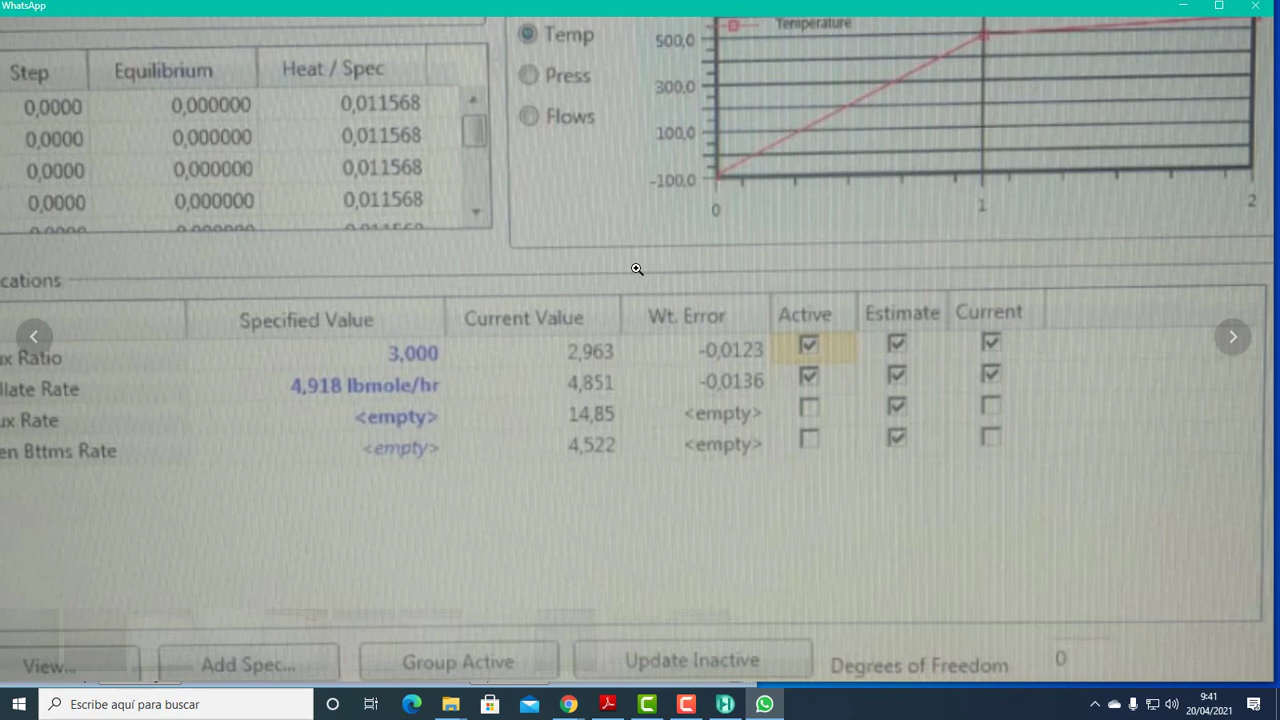 WhatsApp
Step Equilibrium Heat / Spec
0,0000 0,000000 0,011568
0,0000 0,000000 0,011568
0,0000 0,000000 0,011568
0,0000 0,000000 0,011568
Temp
Press
Flows
Temperature
500,0
300,0
100,0
-100,0
0 1 2
cations
Specified Value Current Value Wt. Error Active Estimate Current
ux Ratio 3,000 2,963 -0,0123
llate Rate 4,918 lbmole/hr 4,851 -0,0136
ux Rate <empty> 14,85 <empty>
en Bttms Rate <empty> 4,522 <empty>
View... Add Spec... Group Active Update Inactive Degrees of Freedom 0
Escribe aquí para buscar
9:41
20/04/2021